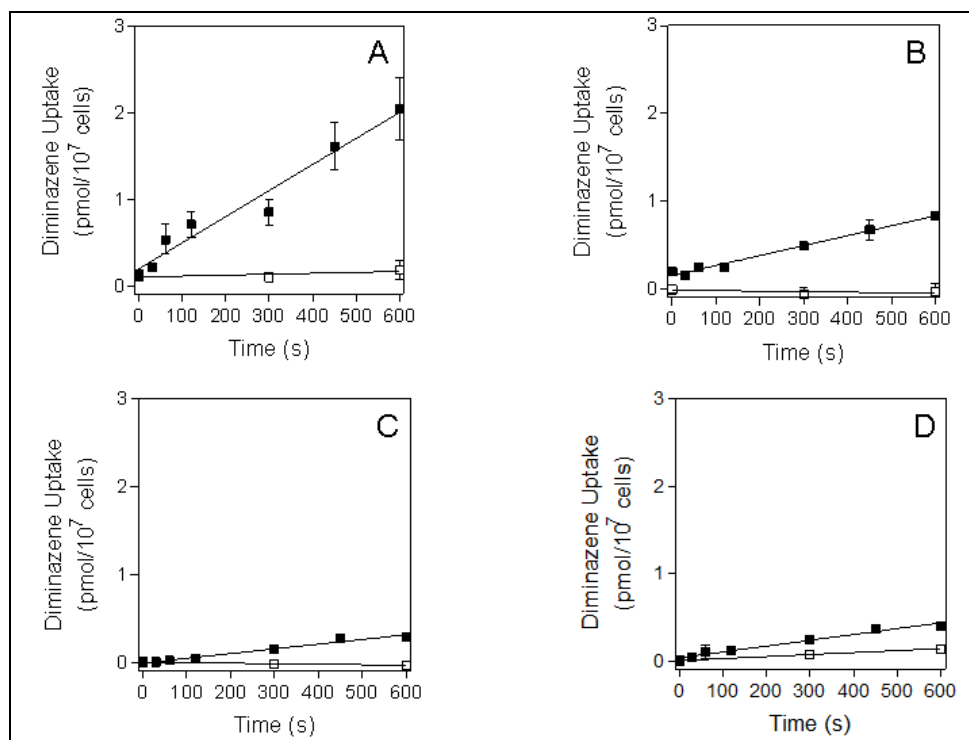 A
Diminazene Uptake
(pmol/10⁷ cells)
3
2
1
0
0 100 200 300 400 500 600
Time (s)
B
Diminazene Uptake
(pmol/10⁷ cells)
3
2
1
0
0 100 200 300 400 500 600
Time (s)
C
Diminazene Uptake
(pmol/10⁷ cells)
3
2
1
0
0 100 200 300 400 500 600
Time (s)
D
Diminazene Uptake
(pmol/10⁷ cells)
3
2
1
0
0 100 200 300 400 500 600
Time (s)